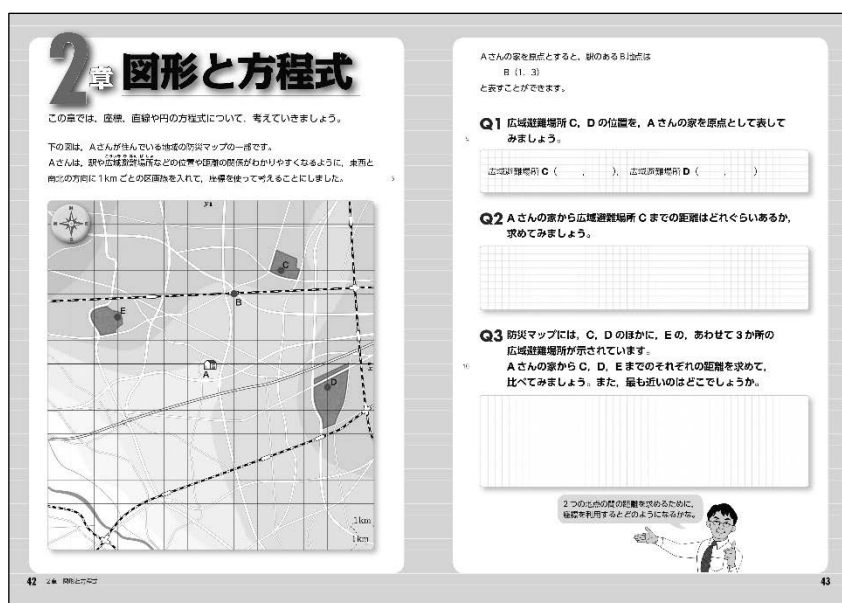 2章 図形と方程式
この章では、座標、直線や円の方程式について、考えていきましょう。
下の図は、Aさんが住んでいる地域の防災マップの一部です。
Aさんは、駅や広域避難場所などの位置や距離の関係がわかりやすくなるように、東西と
南北の方向に1kmごとの区画線を入れて、座標を使って考えることにしました。
5
y
N
C
B
E
A
x
D
1km
1km
42 2章 図形と方程式
Aさんの家を原点とすると、駅のあるB地点は
B(1, 3)
と表すことができます。
Q1 広域避難場所C, Dの位置を、Aさんの家を原点として表して
みましょう。
5
広域避難場所C( , ), 広域避難場所D( , )
Q2 Aさんの家から広域避難場所Cまでの距離はどれぐらいあるか、
求めてみましょう。
Q3 防災マップには、C, Dのほかに、Eの、あわせて3か所の
広域避難場所が示されています。
10
Aさんの家からC, D, Eまでのそれぞれの距離を求めて、
比べてみましょう。また、最も近いのはどこでしょうか。
2つの地点の間の距離を求めるために、
座標を利用するとどのようになるかな。
43